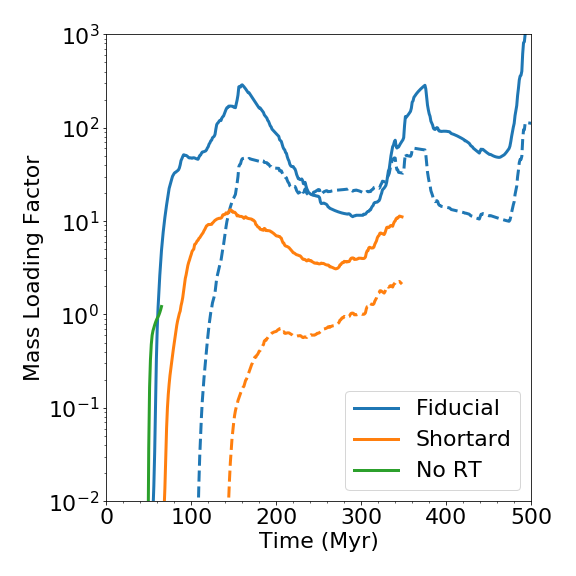 10³
10²
10¹
10⁰
10⁻¹
10⁻²
Mass Loading Factor
Fiducial
Shortard
No RT
0 100 200 300 400 500
Time (Myr)